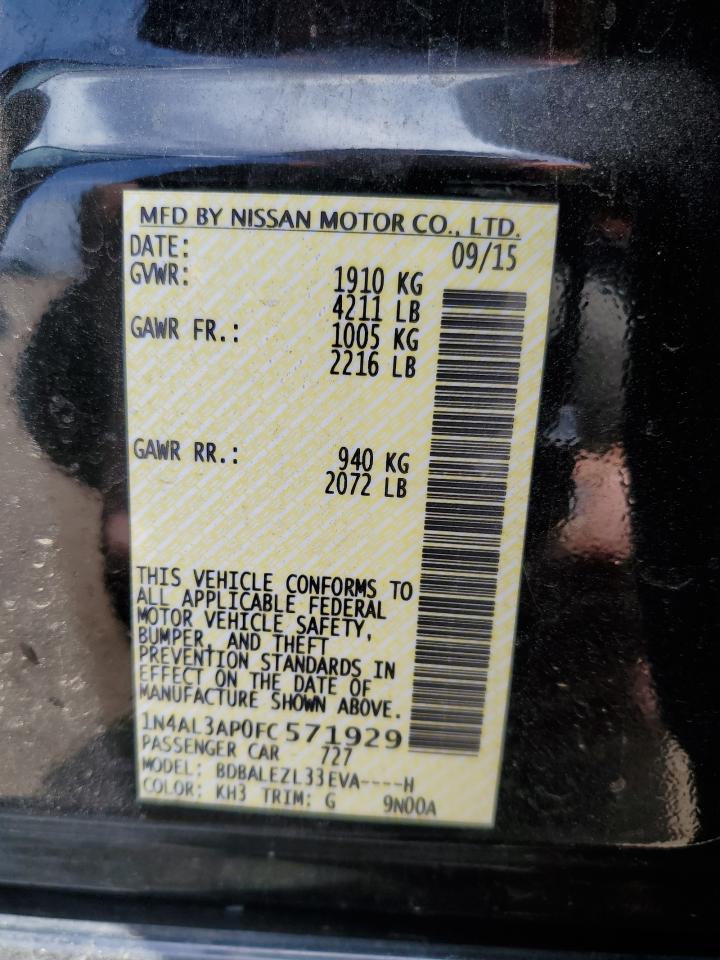 MFD BY NISSAN MOTOR CO., LTD.
DATE: 09/15
GVWR: 1910 KG
4211 LB
GAWR FR.: 1005 KG
2216 LB
GAWR RR.: 940 KG
2072 LB
THIS VEHICLE CONFORMS TO
ALL APPLICABLE FEDERAL
MOTOR VEHICLE SAFETY,
BUMPER, AND THEFT
PREVENTION STANDARDS IN
EFFECT ON THE DATE OF
MANUFACTURE SHOWN ABOVE.
1N4AL3AP0FC571929
PASSENGER CAR 727
MODEL: BDBALEZL33EVA----H
COLOR: KH3 TRIM: G 9N00A